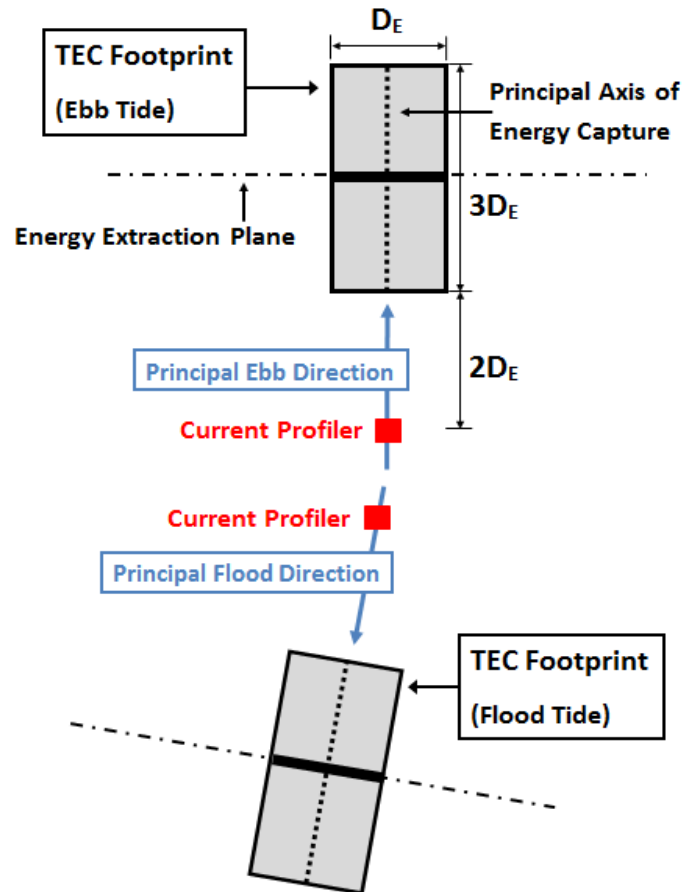 D_E
TEC Footprint
(Ebb Tide)
Principal Axis of
Energy Capture
3D_E
Energy Extraction Plane
2D_E
Principal Ebb Direction
Current Profiler
Current Profiler
Principal Flood Direction
TEC Footprint
(Flood Tide)